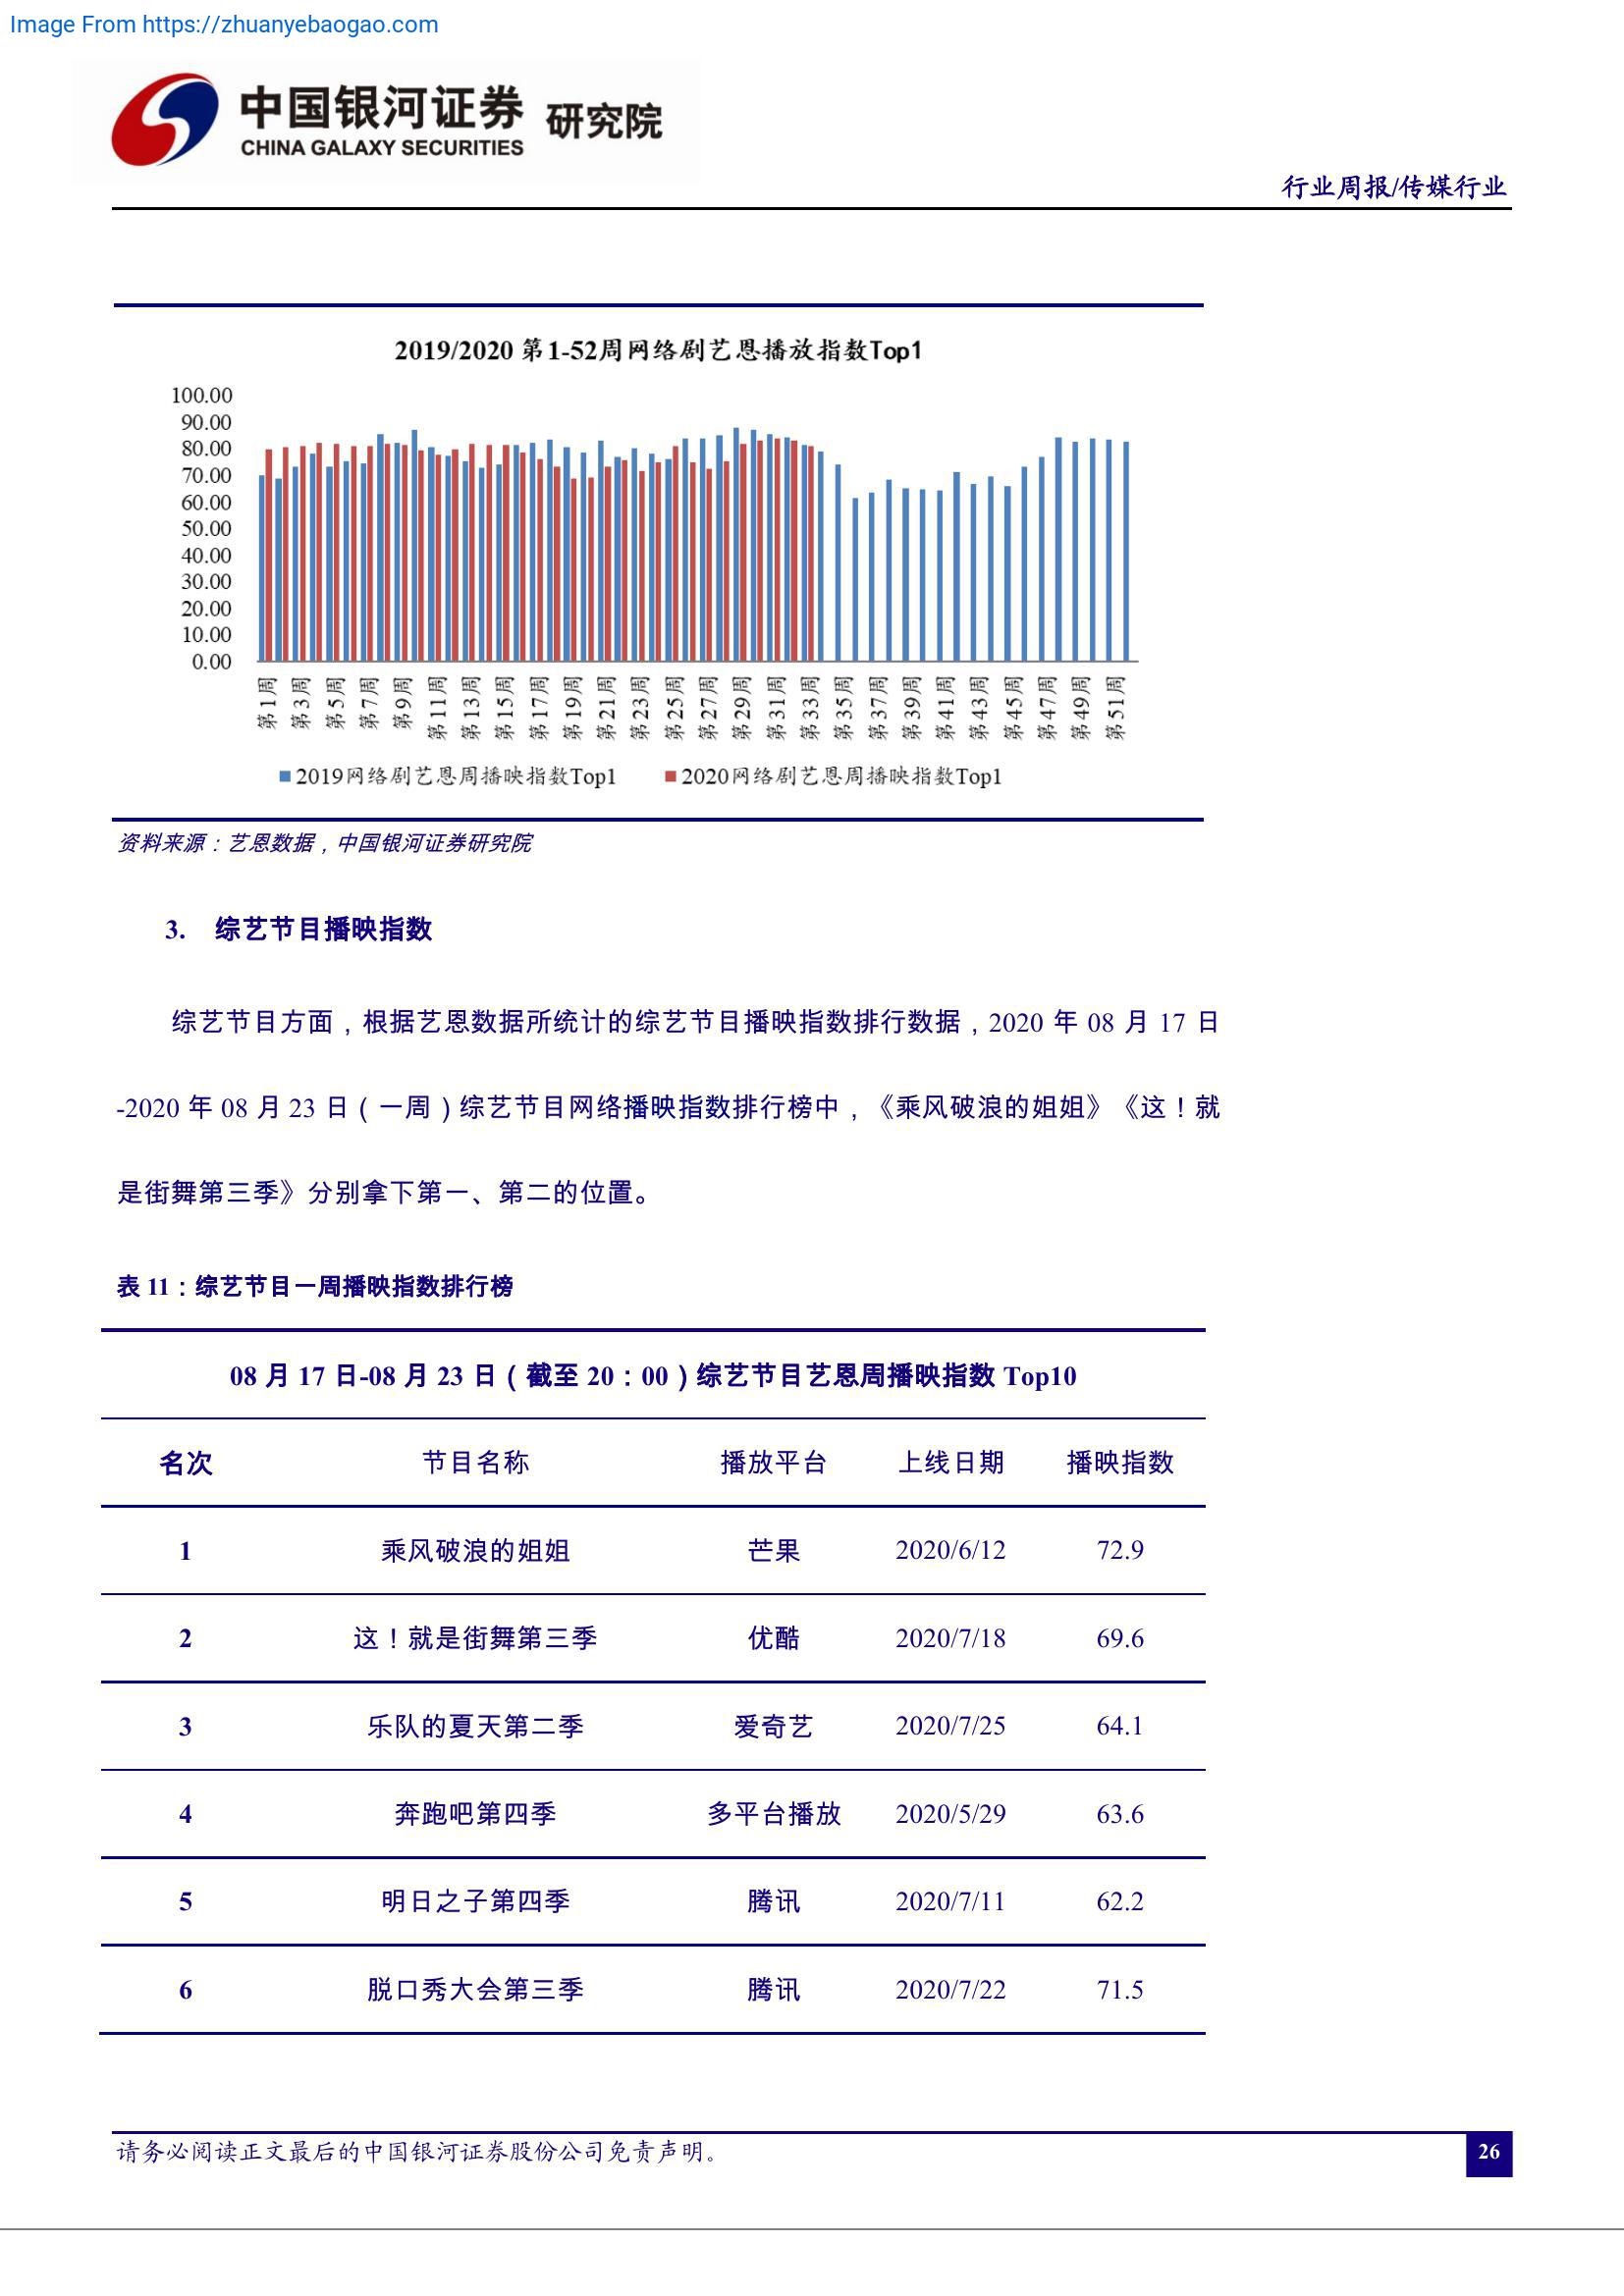 Image From https://zhuanyebaogao.com
中国银河证券 研究院
CHINA GALAXY SECURITIES
行业周报/传媒行业
2019/2020 第1-52周网络剧艺恩播放指数Top1
100.00
90.00
80.00
70.00
60.00
50.00
40.00
30.00
20.00
10.00
0.00
第1周 第3周 第5周 第7周 第9周 第11周 第13周 第15周 第17周 第19周 第21周 第23周 第25周 第27周 第29周 第31周 第33周 第35周 第37周 第39周 第41周 第43周 第45周 第47周 第49周 第51周
2019网络剧艺恩周播映指数Top1 2020网络剧艺恩周播映指数Top1
资料来源：艺恩数据，中国银河证券研究院
3. 综艺节目播映指数
综艺节目方面，根据艺恩数据所统计的综艺节目播映指数排行数据，2020 年 08 月 17 日
-2020 年 08 月 23 日（一周）综艺节目网络播映指数排行榜中，《乘风破浪的姐姐》《这！就
是街舞第三季》分别拿下第一、第二的位置。
表 11：综艺节目一周播映指数排行榜
08 月 17 日-08 月 23 日（截至 20：00）综艺节目艺恩周播映指数 Top10
名次 节目名称 播放平台 上线日期 播映指数
1 乘风破浪的姐姐 芒果 2020/6/12 72.9
2 这！就是街舞第三季 优酷 2020/7/18 69.6
3 乐队的夏天第二季 爱奇艺 2020/7/25 64.1
4 奔跑吧第四季 多平台播放 2020/5/29 63.6
5 明日之子第四季 腾讯 2020/7/11 62.2
6 脱口秀大会第三季 腾讯 2020/7/22 71.5
请务必阅读正文最后的中国银河证券股份公司免责声明。
26